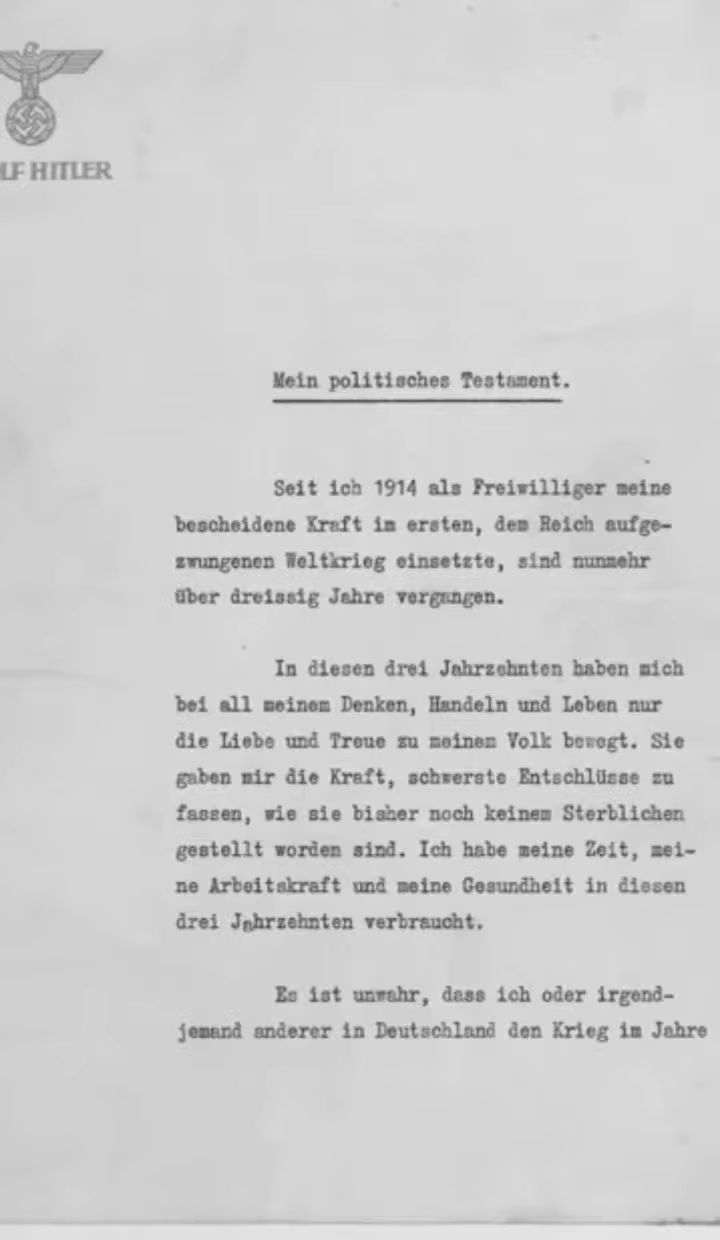 LF HITLER
Mein politisches Testament.
Seit ich 1914 als Freiwilliger meine
bescheidene Kraft im ersten, dem Reich aufge-
zwungenen Weltkrieg einsetzte, sind nunmehr
über dreissig Jahre vergangen.
In diesen drei Jahrzehnten haben mich
bei all meinem Denken, Handeln und Leben nur
die Liebe und Treue zu meinem Volk bewegt. Sie
gaben mir die Kraft, schwerste Entschlüsse zu
fassen, wie sie bisher noch keinem Sterblichen
gestellt worden sind. Ich habe meine Zeit, mei-
ne Arbeitskraft und meine Gesundheit in diesen
drei Jahrzehnten verbraucht.
Es ist unwahr, dass ich oder irgend-
jemand anderer in Deutschland den Krieg im Jahre